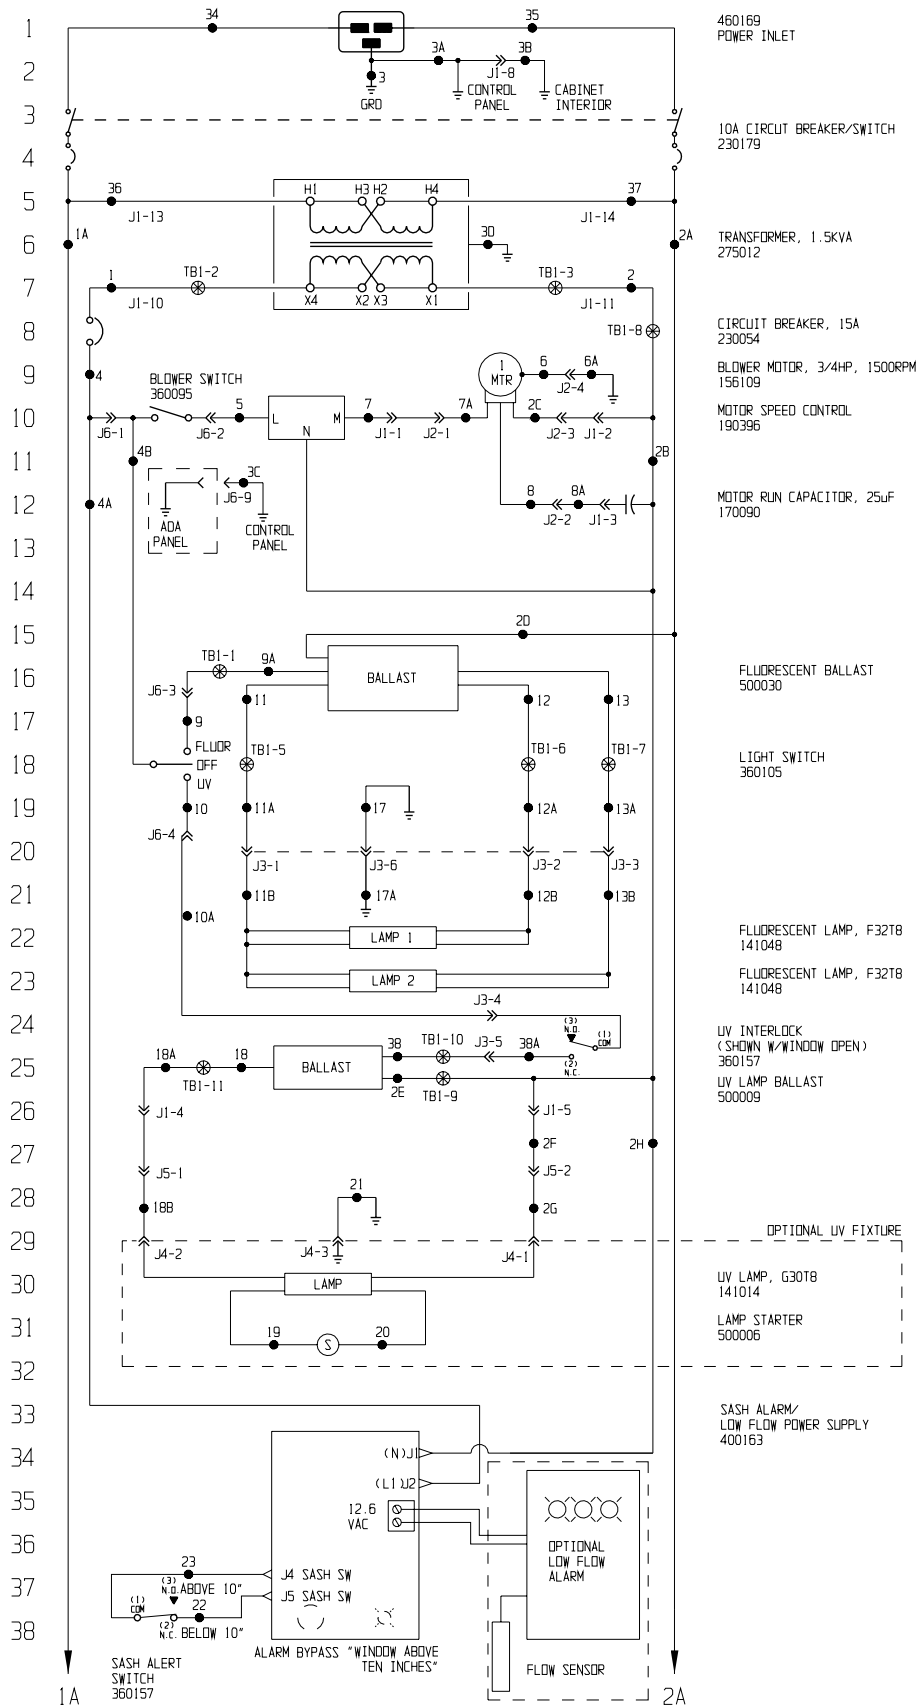 1
34
35
460169
POWER INLET
2
3A
3B
3
J1-8
GRD
CONTROL
PANEL
CABINET
INTERIOR
3
10A CIRCUT BREAKER/SWITCH
230179
4
5
36
J1-13
H1
H3
H2
H4
37
J1-14
6
1A
3D
2A
TRANSFORMER, 1.5KVA
275012
7
1
J1-10
TB1-2
X4
X2
X3
X1
TB1-3
2
J1-11
8
TB1-8
CIRCUIT BREAKER, 15A
230054
9
4
BLOWER SWITCH
360095
1
MTR
6
6A
J2-4
BLOWER MOTOR, 3/4HP, 1500RPM
156109
10
J6-1
J6-2
5
L
M
N
7
J1-1
J2-1
7A
2C
J2-3
J1-2
MOTOR SPEED CONTROL
190396
11
4B
3C
2B
12
4A
J6-9
ADA
PANEL
CONTROL
PANEL
8
8A
J2-2
J1-3
MOTOR RUN CAPACITOR, 25uF
170090
13
14
15
2D
16
TB1-1
9A
BALLAST
FLUORESCENT BALLAST
500030
J6-3
11
12
13
17
9
FLUOR
OFF
UV
18
TB1-5
TB1-6
TB1-7
LIGHT SWITCH
360105
19
10
11A
17
12A
13A
20
J6-4
J3-1
J3-6
J3-2
J3-3
21
11B
17A
12B
13B
10A
22
LAMP 1
FLUORESCENT LAMP, F32T8
141048
23
LAMP 2
FLUORESCENT LAMP, F32T8
141048
24
J3-4
(3)
N.O.
(1)
COM
(2)
N.C.
UV INTERLOCK
(SHOWN W/WINDOW OPEN)
360157
25
18A
18
TB1-11
BALLAST
38
TB1-10
J3-5
38A
2E
TB1-9
UV LAMP BALLAST
500009
26
J1-4
J1-5
27
2F
2H
J5-1
J5-2
28
18B
21
2G
29
J4-2
J4-3
J4-1
OPTIONAL UV FIXTURE
30
LAMP
UV LAMP, G30T8
141014
31
19
S
20
LAMP STARTER
500006
32
33
SASH ALARM/
LOW FLOW POWER SUPPLY
400163
34
(N)J1
35
(L1)J2
12.6
VAC
36
OPTIONAL
LOW FLOW
ALARM
37
23
J4 SASH SW
(3)
N.O.
ABOVE 10"
J5 SASH SW
(1)
COM
22
38
(2)
N.C.
BELOW 10"
ALARM BYPASS "WINDOW ABOVE
TEN INCHES"
SASH ALERT
SWITCH
360157
FLOW SENSOR
1A
2A